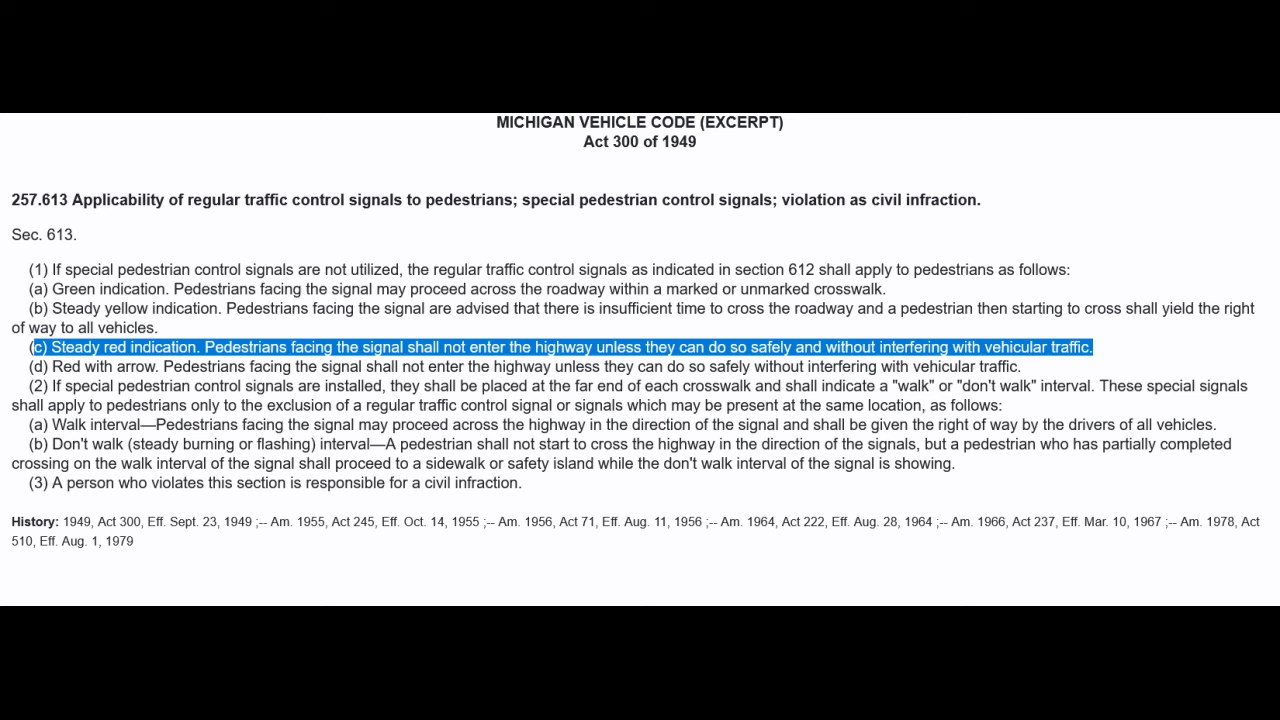 MICHIGAN VEHICLE CODE (EXCERPT)
Act 300 of 1949
257.613 Applicability of regular traffic control signals to pedestrians; special pedestrian control signals; violation as civil infraction.
Sec. 613.
(1) If special pedestrian control signals are not utilized, the regular traffic control signals as indicated in section 612 shall apply to pedestrians as follows:
(a) Green indication. Pedestrians facing the signal may proceed across the roadway within a marked or unmarked crosswalk.
(b) Steady yellow indication. Pedestrians facing the signal are advised that there is insufficient time to cross the roadway and a pedestrian then starting to cross shall yield the right
of way to all vehicles.
(c) Steady red indication. Pedestrians facing the signal shall not enter the highway unless they can do so safely and without interfering with vehicular traffic.
(d) Red with arrow. Pedestrians facing the signal shall not enter the highway unless they can do so safely without interfering with vehicular traffic.
(2) If special pedestrian control signals are installed, they shall be placed at the far end of each crosswalk and shall indicate a "walk" or "don't walk" interval. These special signals
shall apply to pedestrians only to the exclusion of a regular traffic control signal or signals which may be present at the same location, as follows:
(a) Walk interval—Pedestrians facing the signal may proceed across the highway in the direction of the signal and shall be given the right of way by the drivers of all vehicles.
(b) Don't walk (steady burning or flashing) interval—A pedestrian shall not start to cross the highway in the direction of the signals, but a pedestrian who has partially completed
crossing on the walk interval of the signal shall proceed to a sidewalk or safety island while the don't walk interval of the signal is showing.
(3) A person who violates this section is responsible for a civil infraction.
History: 1949, Act 300, Eff. Sept. 23, 1949 ;-- Am. 1955, Act 245, Eff. Oct. 14, 1955 ;-- Am. 1956, Act 71, Eff. Aug. 11, 1956 ;-- Am. 1964, Act 222, Eff. Aug. 28, 1964 ;-- Am. 1966, Act 237, Eff. Mar. 10, 1967 ;-- Am. 1978, Act
510, Eff. Aug. 1, 1979